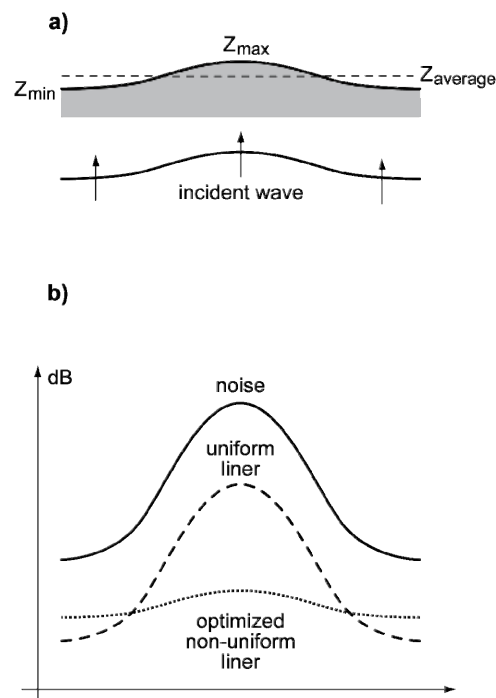 a)
Zmax
Zaverage
Zmin
incident wave
b)
dB
noise
uniform
liner
optimized
non-uniform
liner